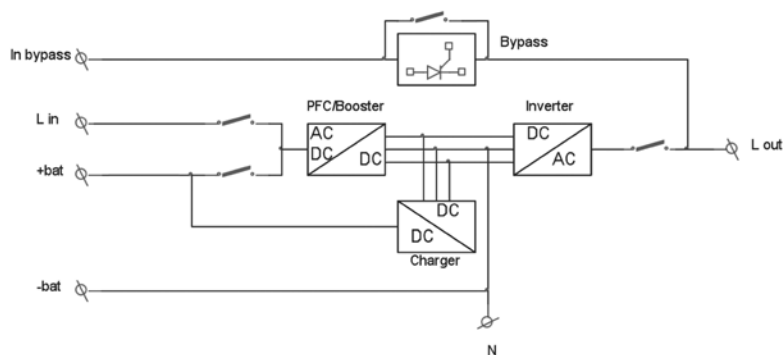 Bypass
In bypass
PFC/Booster
Inverter
L in
AC
DC
DC
DC
AC
L out
+bat
DC
DC
Charger
-bat
N